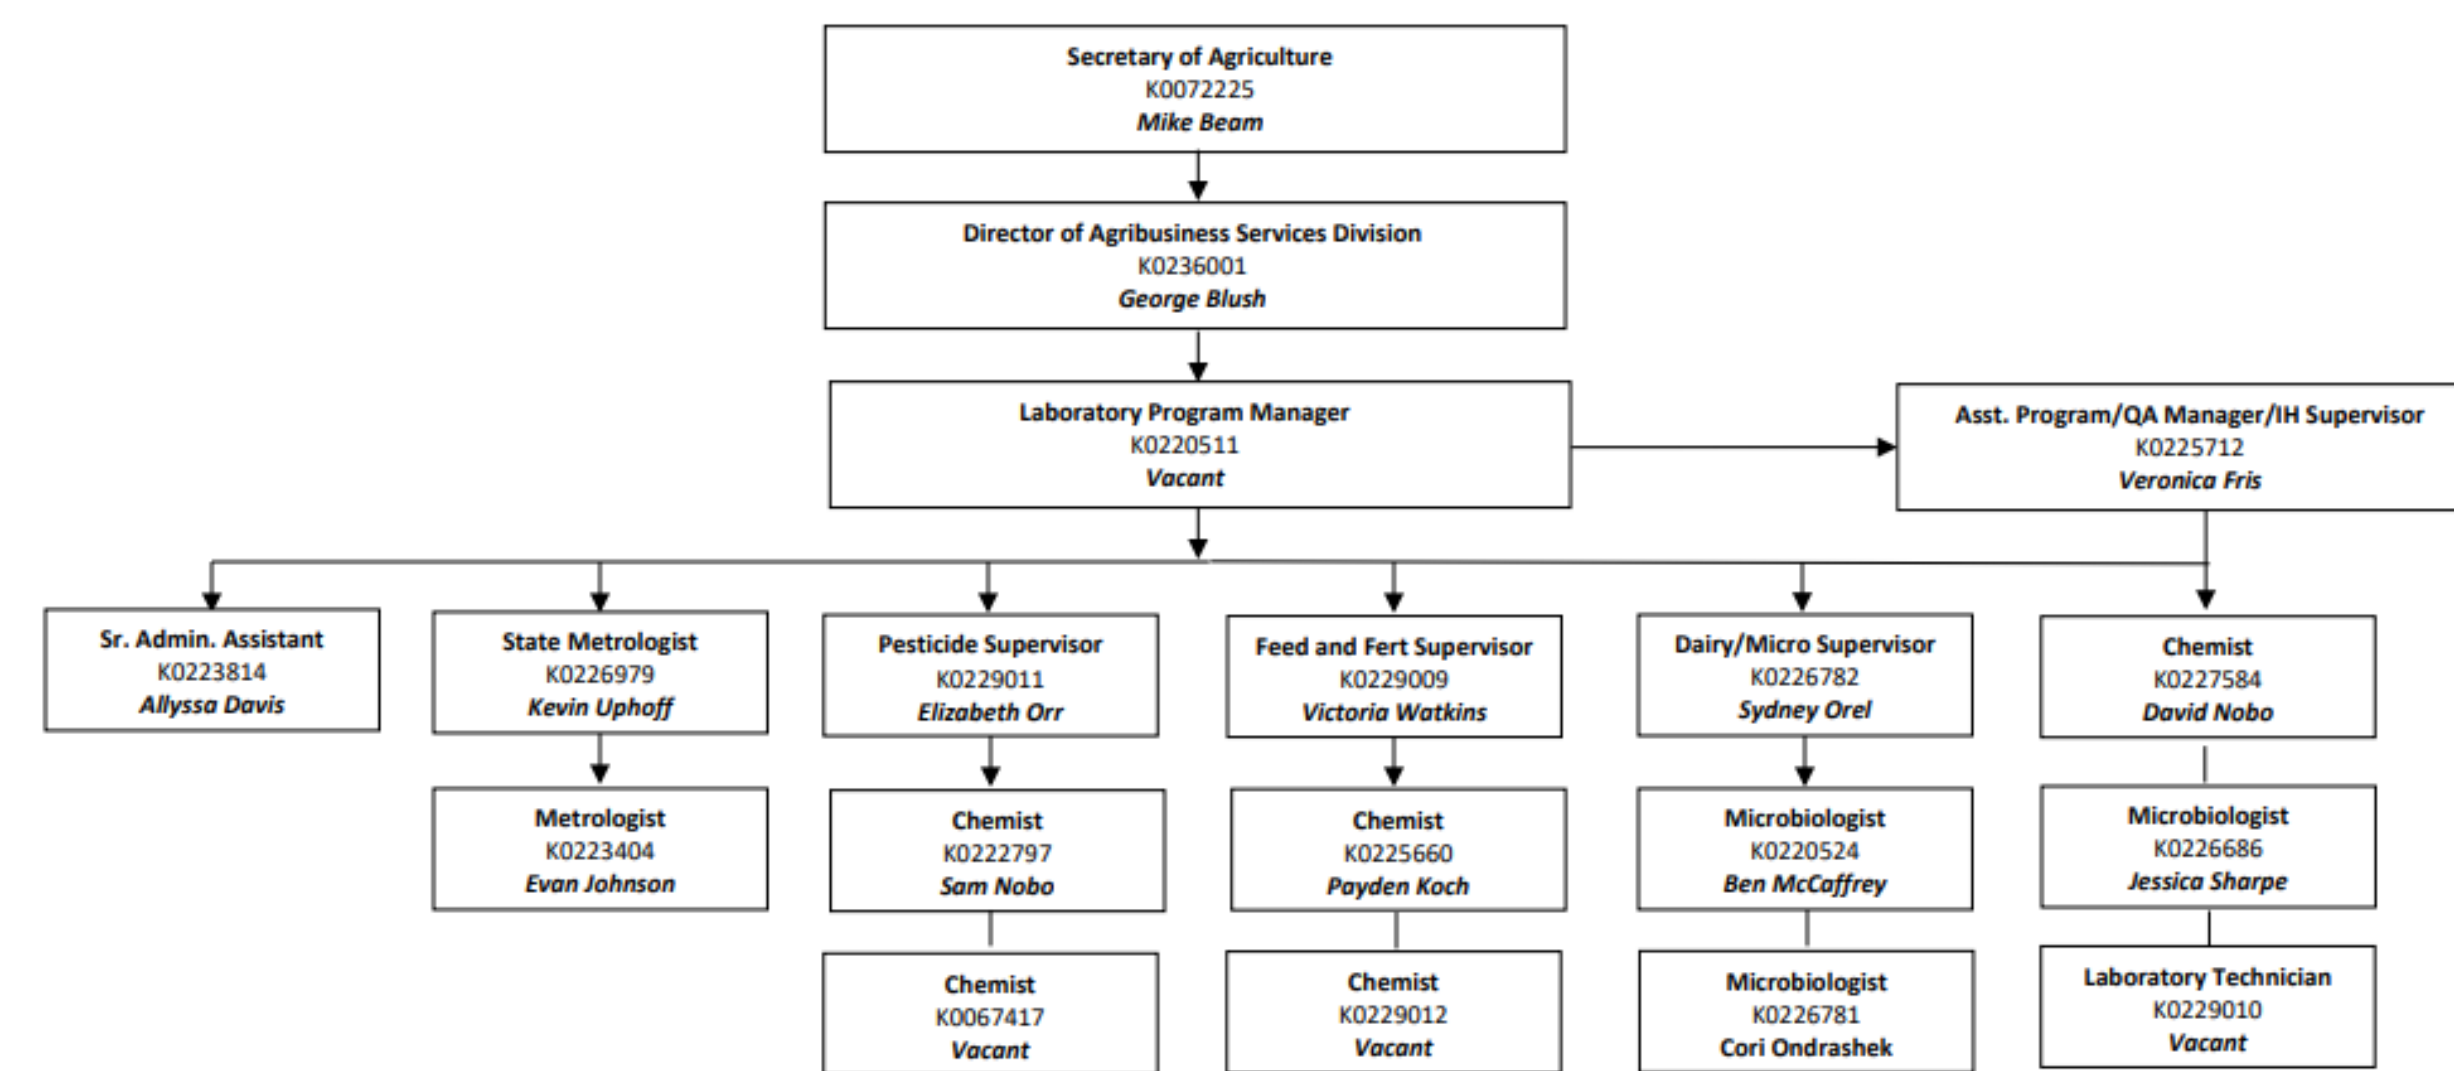 Secretary of Agriculture
K0072225
Mike Beam
Director of Agribusiness Services Division
K0236001
George Blush
Laboratory Program Manager
K0220511
Vacant
Asst. Program/QA Manager/IH Supervisor
K0225712
Veronica Fris
Sr. Admin. Assistant
K0223814
Allyssa Davis
State Metrologist
K0226979
Kevin Uphoff
Pesticide Supervisor
K0229011
Elizabeth Orr
Feed and Fert Supervisor
K0229009
Victoria Watkins
Dairy/Micro Supervisor
K0226782
Sydney Orel
Chemist
K0227584
David Nobo
Metrologist
K0223404
Evan Johnson
Chemist
K0222797
Sam Nobo
Chemist
K0225660
Payden Koch
Microbiologist
K0220524
Ben McCaffrey
Microbiologist
K0226686
Jessica Sharpe
Chemist
K0067417
Vacant
Chemist
K0229012
Vacant
Microbiologist
K0226781
Cori Ondrashek
Laboratory Technician
K0229010
Vacant